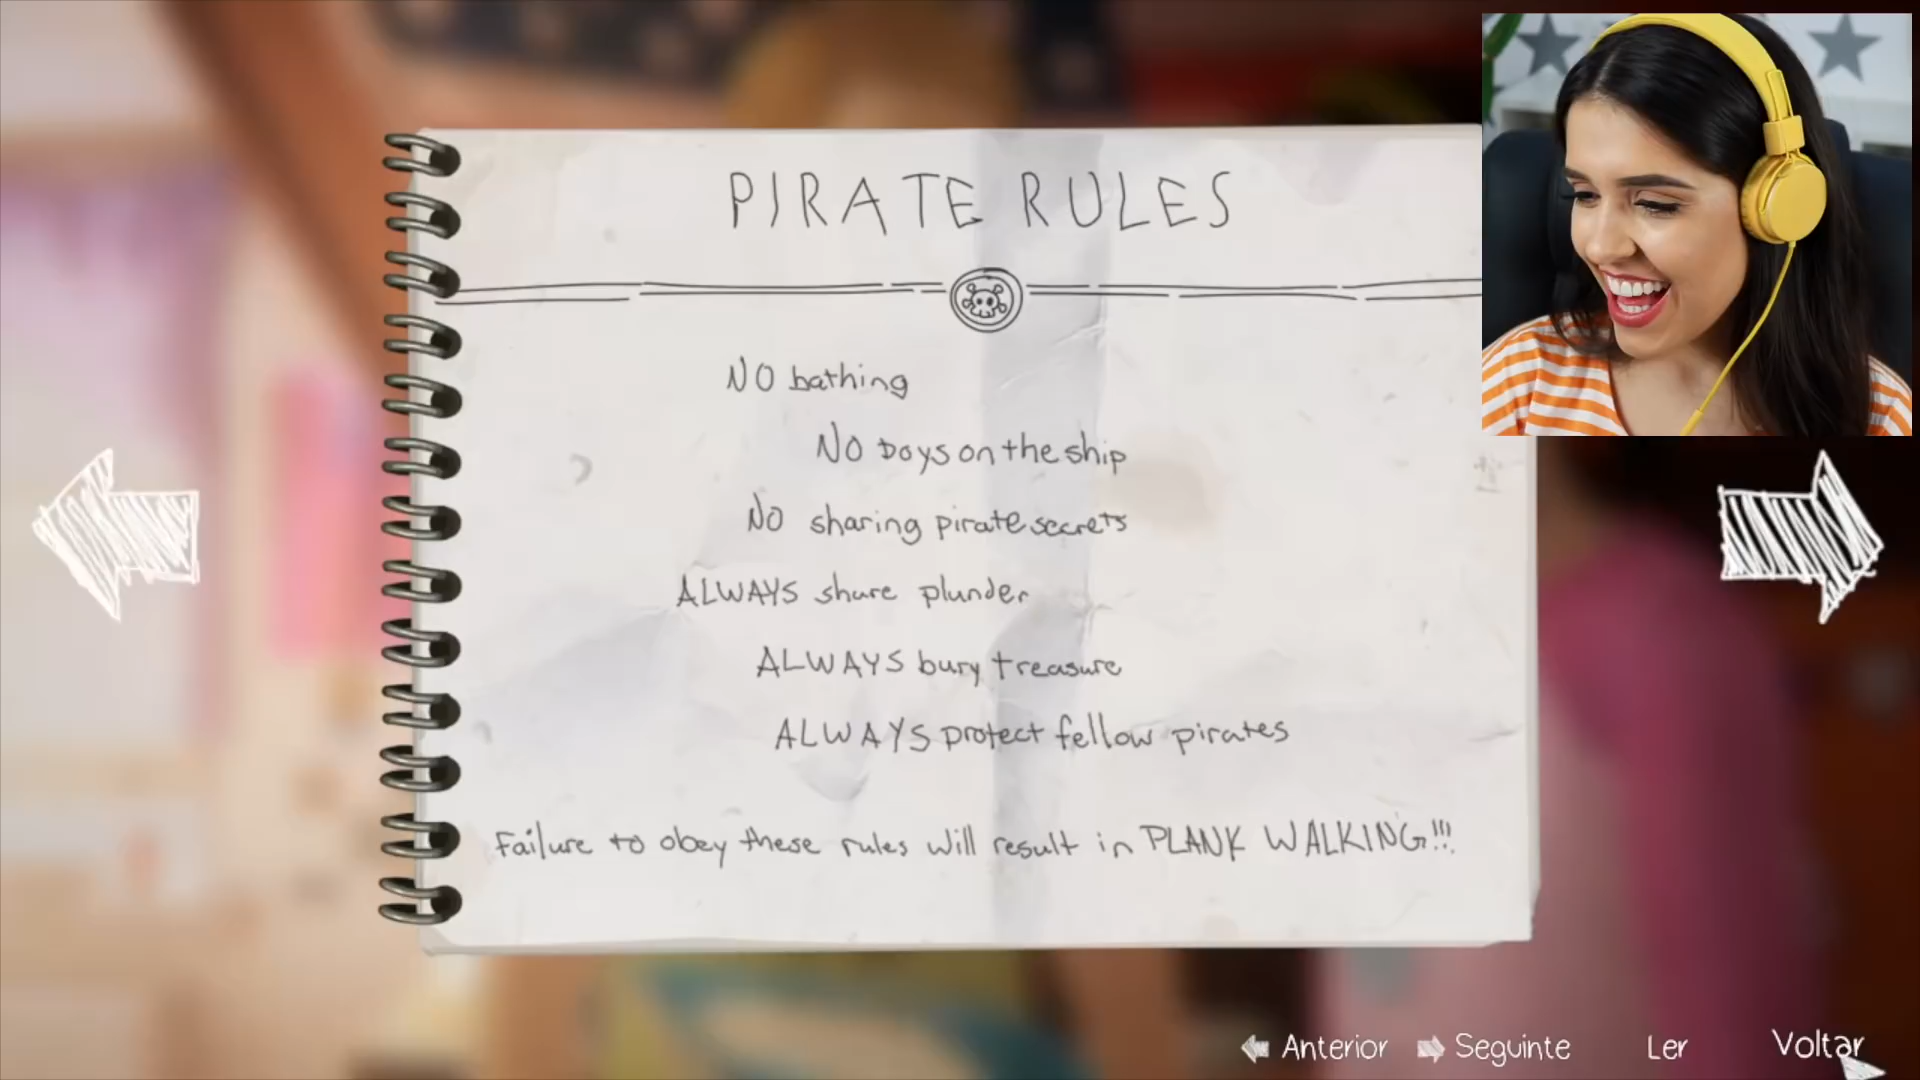 PIRATE RULES
NO bathing
NO boys on the ship
NO sharing pirate secrets
ALWAYS share plunder
ALWAYS bury treasure
ALWAYS protect fellow pirates
Failure to obey these rules will result in PLANK WALKING!!!
Anterior Seguinte Ler Voltar